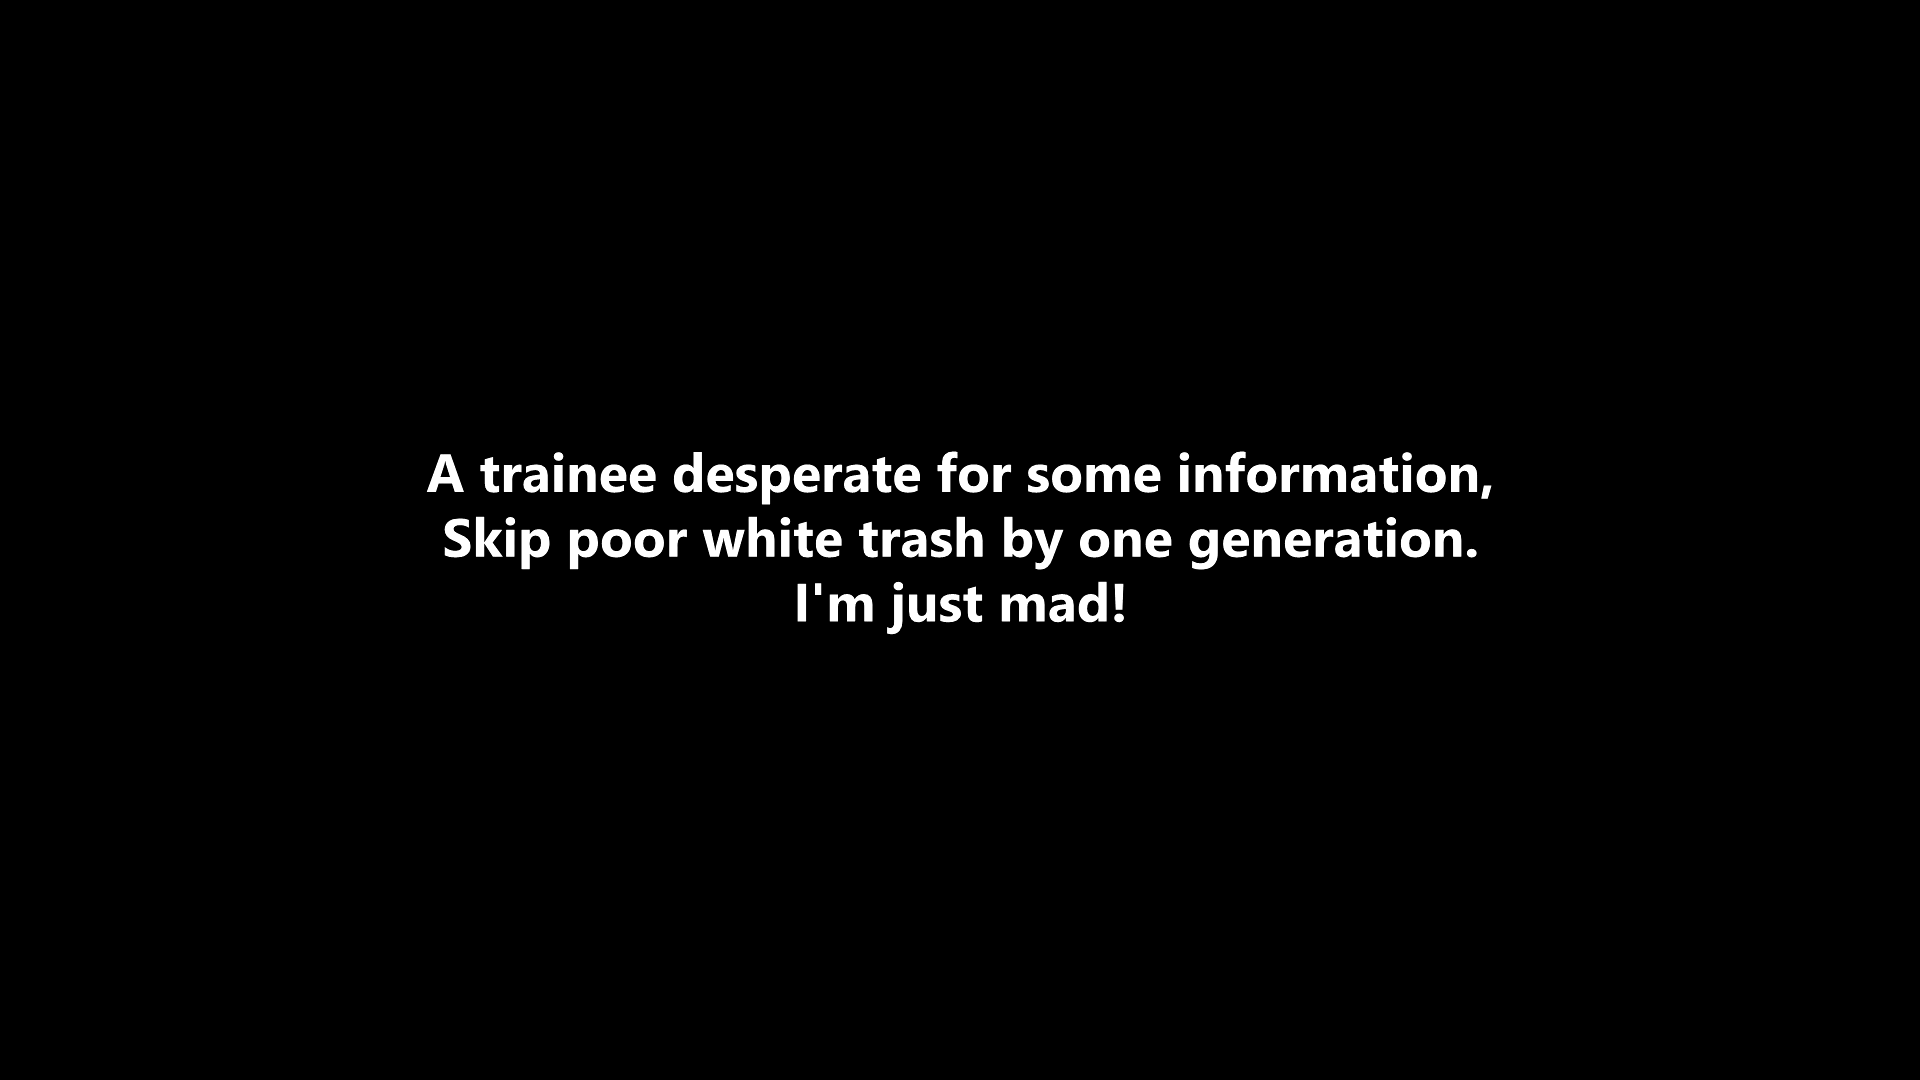 A trainee desperate for some information,
Skip poor white trash by one generation.
I'm just mad!